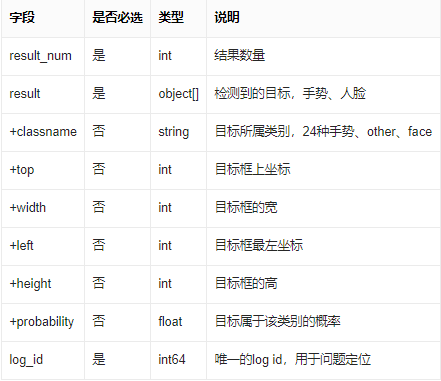 字段 是否必选 类型 说明
result_num 是 int 结果数量
result 是 object[] 检测到的目标，手势、人脸
+classname 否 string 目标所属类别，24种手势、other、face
+top 否 int 目标框上坐标
+width 否 int 目标框的宽
+left 否 int 目标框最左坐标
+height 否 int 目标框的高
+probability 否 float 目标属于该类别的概率
log_id 是 int64 唯一的log id，用于问题定位